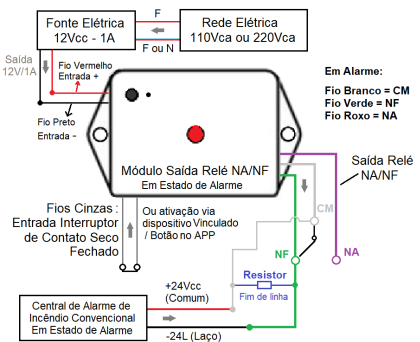 Fonte Elétrica
12Vcc - 1A
F
F ou N
Rede Elétrica
110Vca ou 220Vca
Saída
12V/1A
Fio Vermelho
Entrada +
Fio Preto
Entrada -
Em Alarme:
Fio Branco = CM
Fio Verde = NF
Fio Roxo = NA
Módulo Saída Relé NA/NF
Em Estado de Alarme
Saída Relé
NA/NF
Fios Cinzas :
Entrada Interruptor
de Contato Seco
Fechado
Ou ativação via
dispositivo Vinculado
/ Botão no APP
CM
NF
NA
Resistor
Fim de linha
Central de Alarme de
Incêndio Convencional
Em Estado de Alarme
+24Vcc
(Comum)
-24L (Laço)